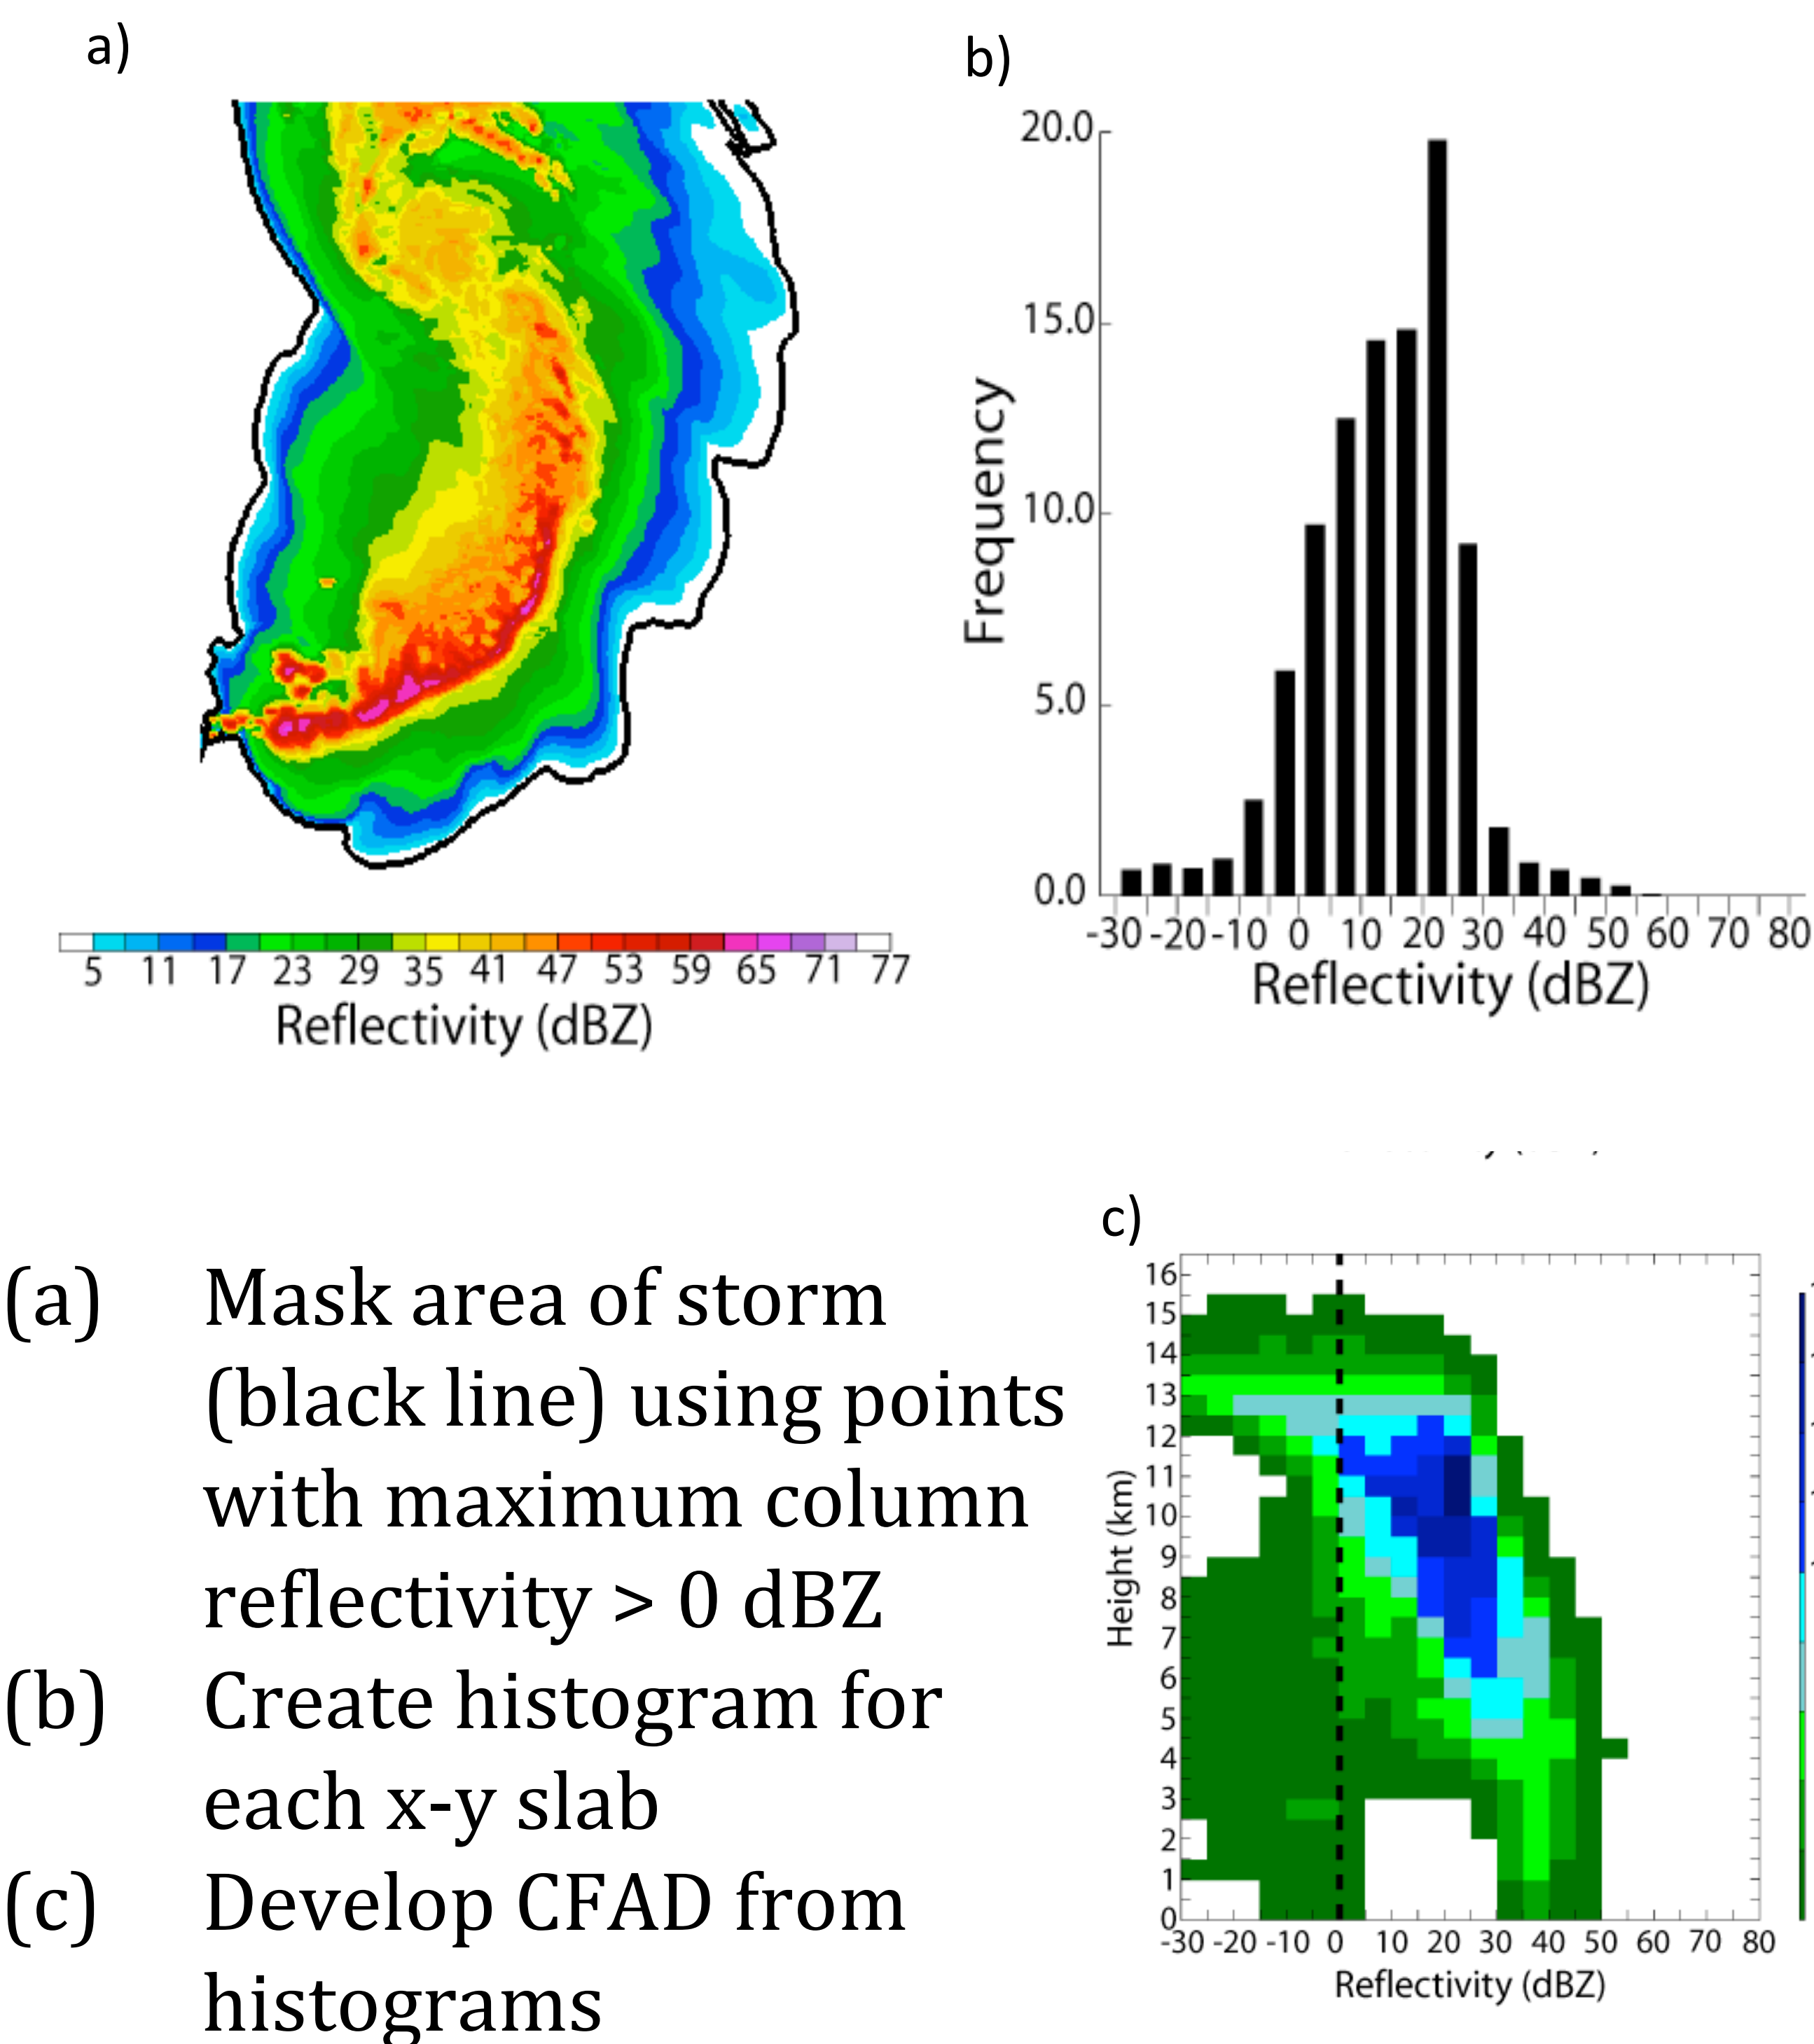 a)
5 11 17 23 29 35 41 47 53 59 65 71 77
Reflectivity (dBZ)
b)
20.0
15.0
10.0
5.0
0.0
Frequency
-30 -20 -10 0 10 20 30 40 50 60 70 80
Reflectivity (dBZ)
(a) Mask area of storm
(black line) using points
with maximum column
reflectivity > 0 dBZ
(b) Create histogram for
each x-y slab
(c) Develop CFAD from
histograms
c)
16
15
14
13
12
11
10
9
8
7
6
5
4
3
2
1
0
Height (km)
-30 -20 -10 0 10 20 30 40 50 60 70 80
Reflectivity (dBZ)